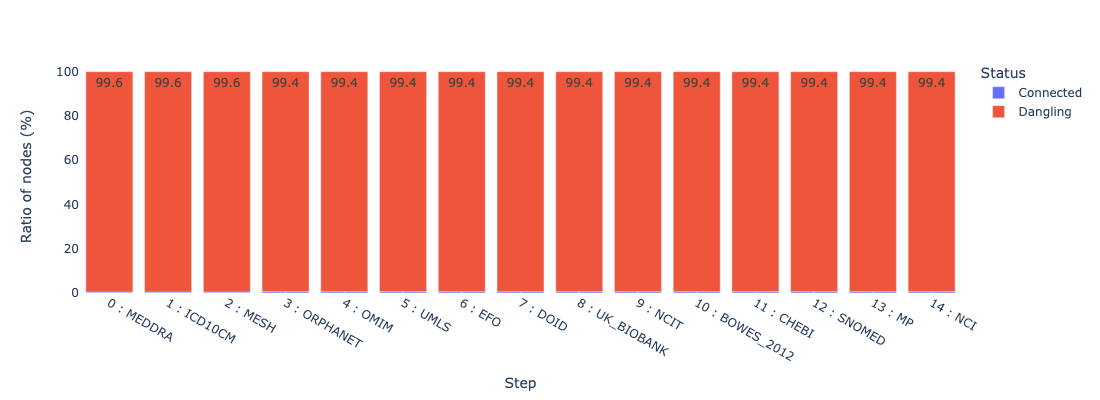 Status
Connected
Dangling
Ratio of nodes (%)
100
80
60
40
20
0
99.6
99.6
99.6
99.4
99.4
99.4
99.4
99.4
99.4
99.4
99.4
99.4
99.4
99.4
99.4
0 : MEDDRA
1 : ICD10CM
2 : MESH
3 : ORPHANET
4 : OMIM
5 : UMLS
6 : EFO
7 : DOID
8 : UK_BIOBANK
9 : NCIT
10 : BOWES_2012
11 : CHEBI
12 : SNOMED
13 : MP
14 : NCI
Step